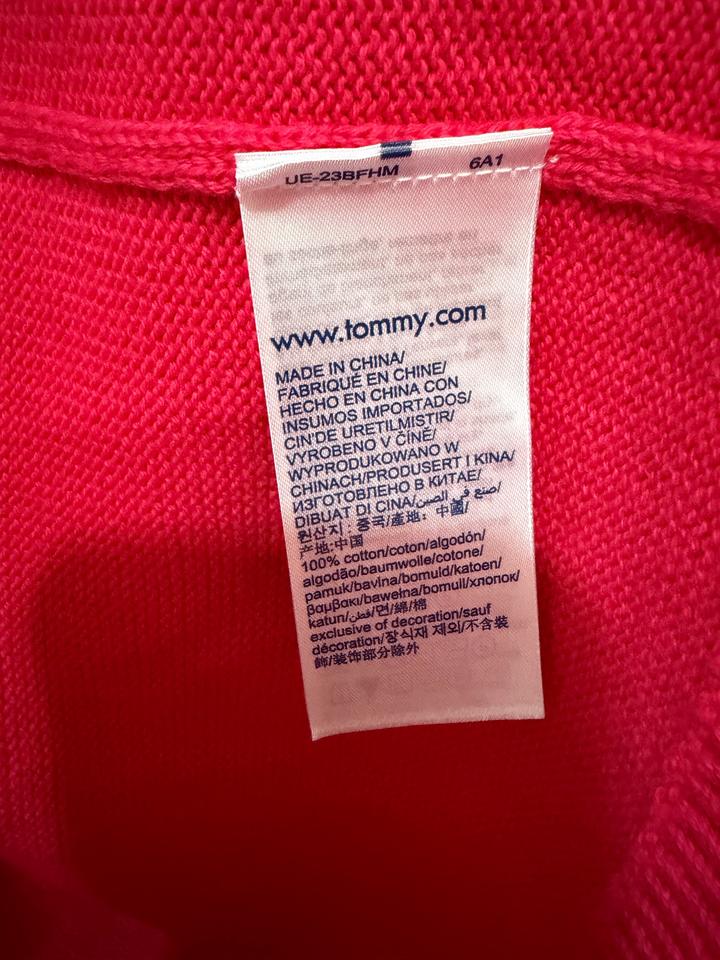 UE-23BFHM 6A1
www.tommy.com
MADE IN CHINA/
FABRIQUÉ EN CHINE/
HECHO EN CHINA CON
INSUMOS IMPORTADOS/
CIN'DE URETILMISTIR/
VYROBENO V ČÍNĚ/
WYPRODUKOWANO W
CHINACH/PRODUSERT I KINA/
ИЗГОТОВЛЕНО В КИТАЕ/
DIBUAT DI CINA/صنع في الصين/
원산지: 중국/產地: 中國/
产地:中国
100% cotton/coton/algodón/
algodão/baumwolle/cotone/
pamuk/bavlna/bomuld/katoen/
βαμβακι/bawełna/bomull/хлопок/
katun/قطن/면/綿/棉
exclusive of decoration/sauf
décoration/장식재 제외/不含裝
飾/装饰部分除外